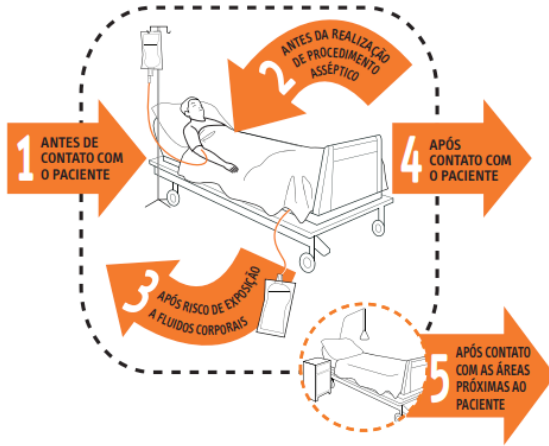 1
ANTES DE
CONTATO COM
O PACIENTE
2
ANTES DA REALIZAÇÃO
DE PROCEDIMENTO
ASSÉPTICO
3
APÓS RISCO DE EXPOSIÇÃO
A FLUIDOS CORPORAIS
4
APÓS
CONTATO COM
O PACIENTE
5
APÓS CONTATO
COM AS ÁREAS
PRÓXIMAS AO
PACIENTE